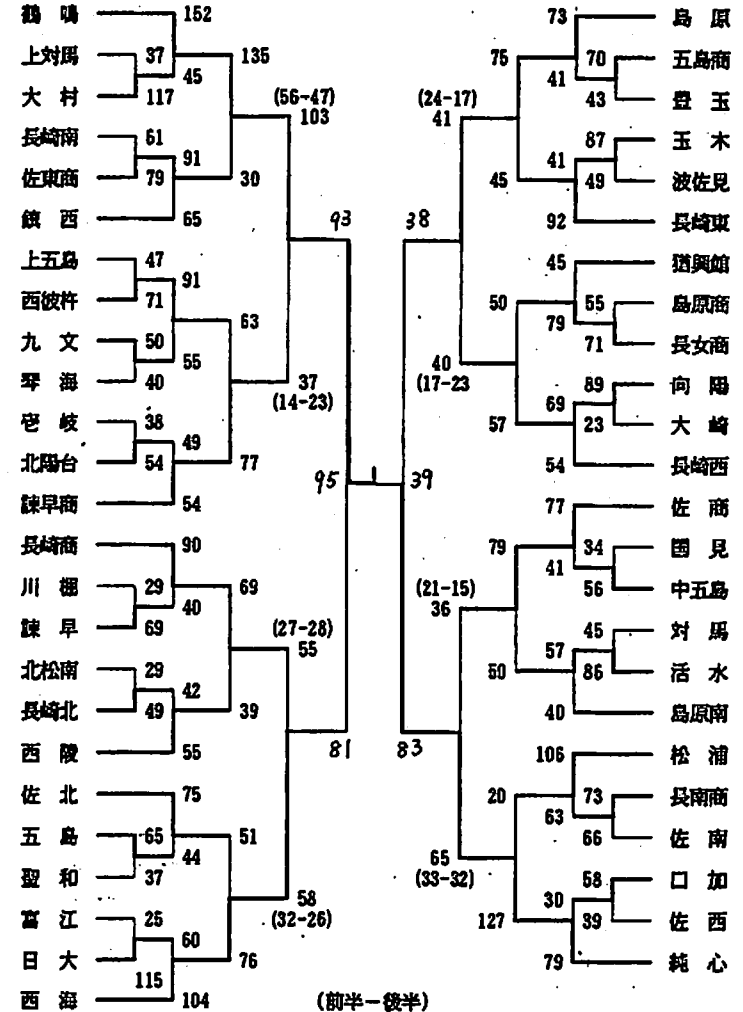 鶴鳴 152
上対馬 37
45 135
大村 117
(56-47)
103
長崎南 61
91
佐東商 79 30
鎮西 65
93
上五島 47
91
西彼杵 71
63
九文 50
55
琴海 40
37
(14-23)
壱岐 38
49
北陽台 54 77
諫早商 54
95
長崎商 90
川棚 29
40 69
諫早 69
(27-28)
55
北松南 29
42
長崎北 49 39
西陵 55
81
佐北 75
五島 65
44 51
聖和 37
58
(32-26)
富江 25
60
日大 115 76
西海 104
73 島原
75 70 五島商
41
43 豊玉
(24-17)
41
87 玉木
41
45 49 波佐見
92 長崎東
38
45 猶興館
50 55 島原商
79
71 長女商
40
(17-23
89 向陽
69
57 23 大崎
54 長崎西
39
77 佐商
79 34 国見
41
56 中五島
(21-15)
36
45 対馬
57
50 86 活水
40 島原南
83
106 松浦
20 73 長南商
63
66 佐南
65
(33-32)
58 口加
30
127 39 佐西
79 純心
(前半-後半)